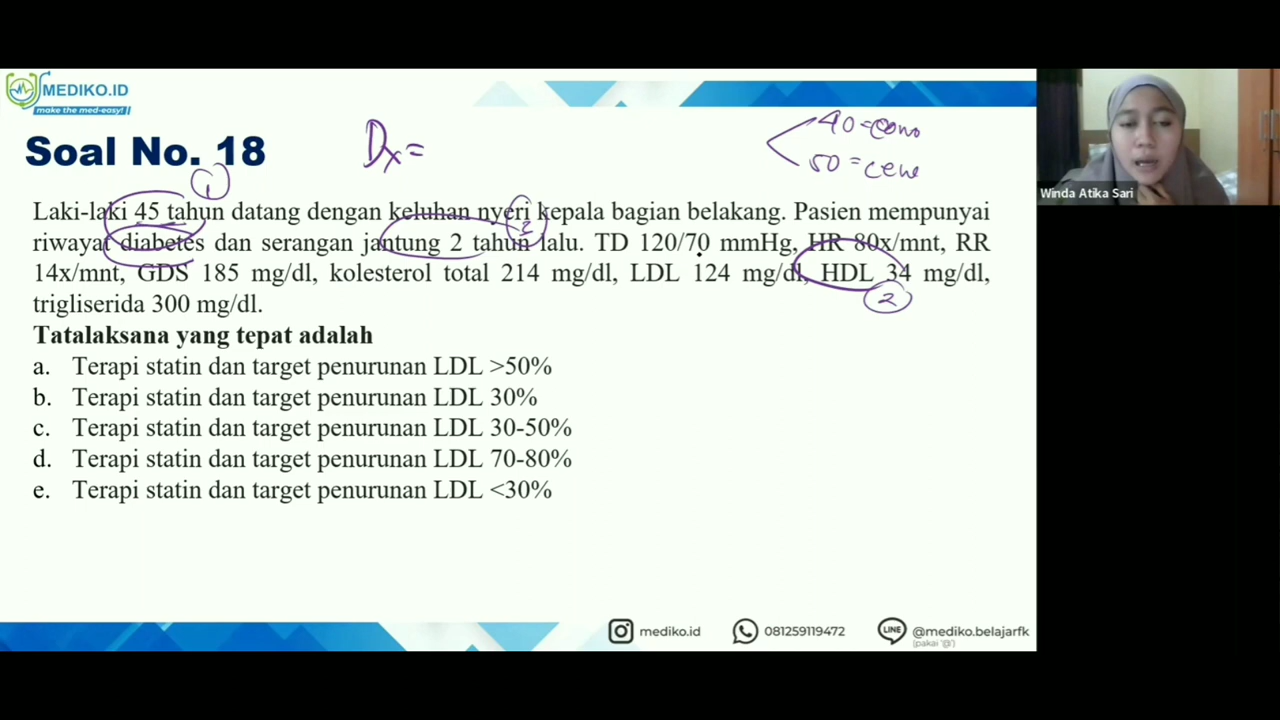 MEDIKO.ID
make the med-easy!
Soal No. 18
Dx=
40 =
50 =
1
Laki-laki 45 tahun datang dengan keluhan nyeri kepala bagian belakang. Pasien mempunyai
riwayat diabetes dan serangan jantung 2 tahun lalu. TD 120/70 mmHg, HR 80x/mnt, RR
14x/mnt, GDS 185 mg/dl, kolesterol total 214 mg/dl, LDL 124 mg/dl, HDL 34 mg/dl,
2
trigliserida 300 mg/dl.
Tatalaksana yang tepat adalah
a. Terapi statin dan target penurunan LDL >50%
b. Terapi statin dan target penurunan LDL 30%
c. Terapi statin dan target penurunan LDL 30-50%
d. Terapi statin dan target penurunan LDL 70-80%
e. Terapi statin dan target penurunan LDL <30%
mediko.id
081259119472
LINE
@mediko.belajarfk
(pakai '@')
Winda Atika Sari